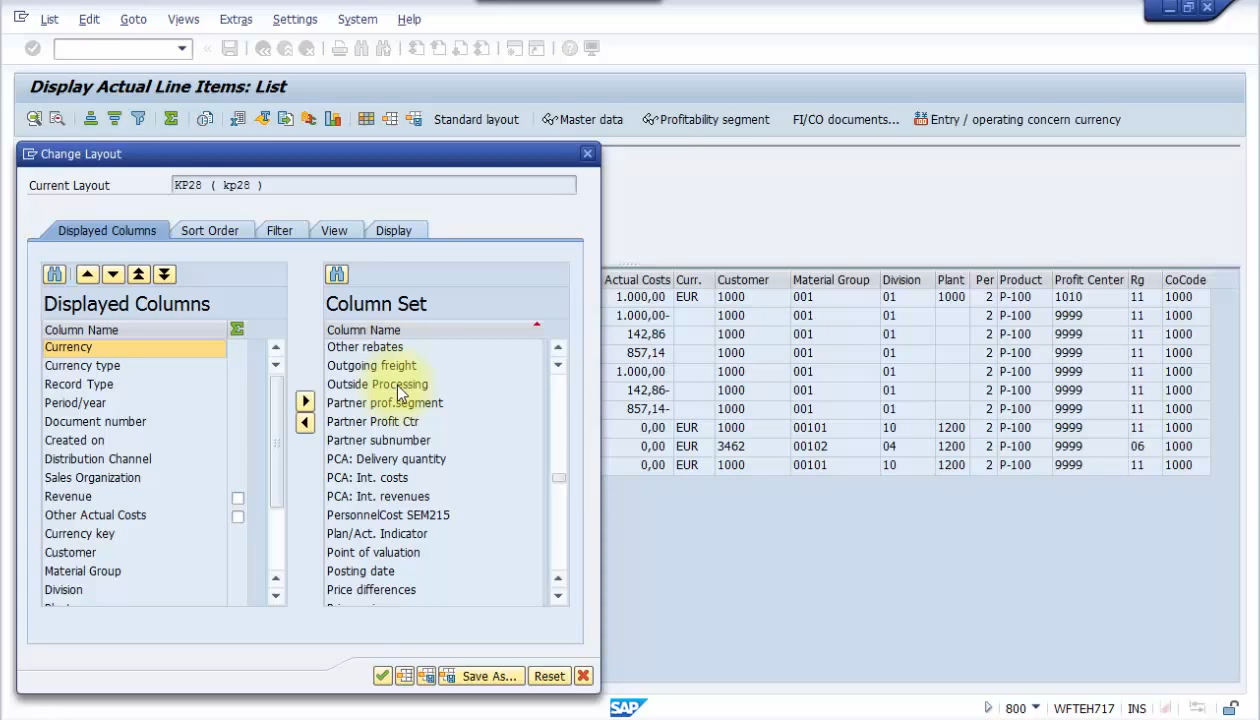 List Edit Goto Views Extras Settings System Help
Display Actual Line Items: List
Standard layout Master data Profitability segment FI/CO documents... Entry / operating concern currency
Change Layout
Current Layout KP28 ( kp28 )
Displayed Columns Sort Order Filter View Display
Displayed Columns
Column Name
Currency
Currency type
Record Type
Period/year
Document number
Created on
Distribution Channel
Sales Organization
Revenue
Other Actual Costs
Currency key
Customer
Material Group
Division
Column Set
Column Name
Other rebates
Outgoing freight
Outside Processing
Partner prof.segment
Partner Profit Ctr
Partner subnumber
PCA: Delivery quantity
PCA: Int. costs
PCA: Int. revenues
PersonnelCost SEM215
Plan/Act. Indicator
Point of valuation
Posting date
Price differences
Save As... Reset
Actual Costs Curr. Customer Material Group Division Plant Per Product Profit Center Rg CoCode
1.000,00 EUR 1000 001 01 1000 2 P-100 1010 11 1000
1.000,00- 1000 001 01 2 P-100 9999 11 1000
142,86 1000 001 01 2 P-100 9999 11 1000
857,14 1000 001 01 2 P-100 9999 11 1000
1.000,00 1000 001 01 2 P-100 9999 11 1000
142,86- 1000 001 01 2 P-100 9999 11 1000
857,14- 1000 001 01 2 P-100 9999 11 1000
0,00 EUR 1000 00101 10 1200 2 P-100 9999 11 1000
0,00 EUR 3462 00102 04 1200 2 P-100 9999 06 1000
0,00 EUR 1000 00101 10 1200 2 P-100 9999 11 1000
SAP 800 WFTEH717 INS